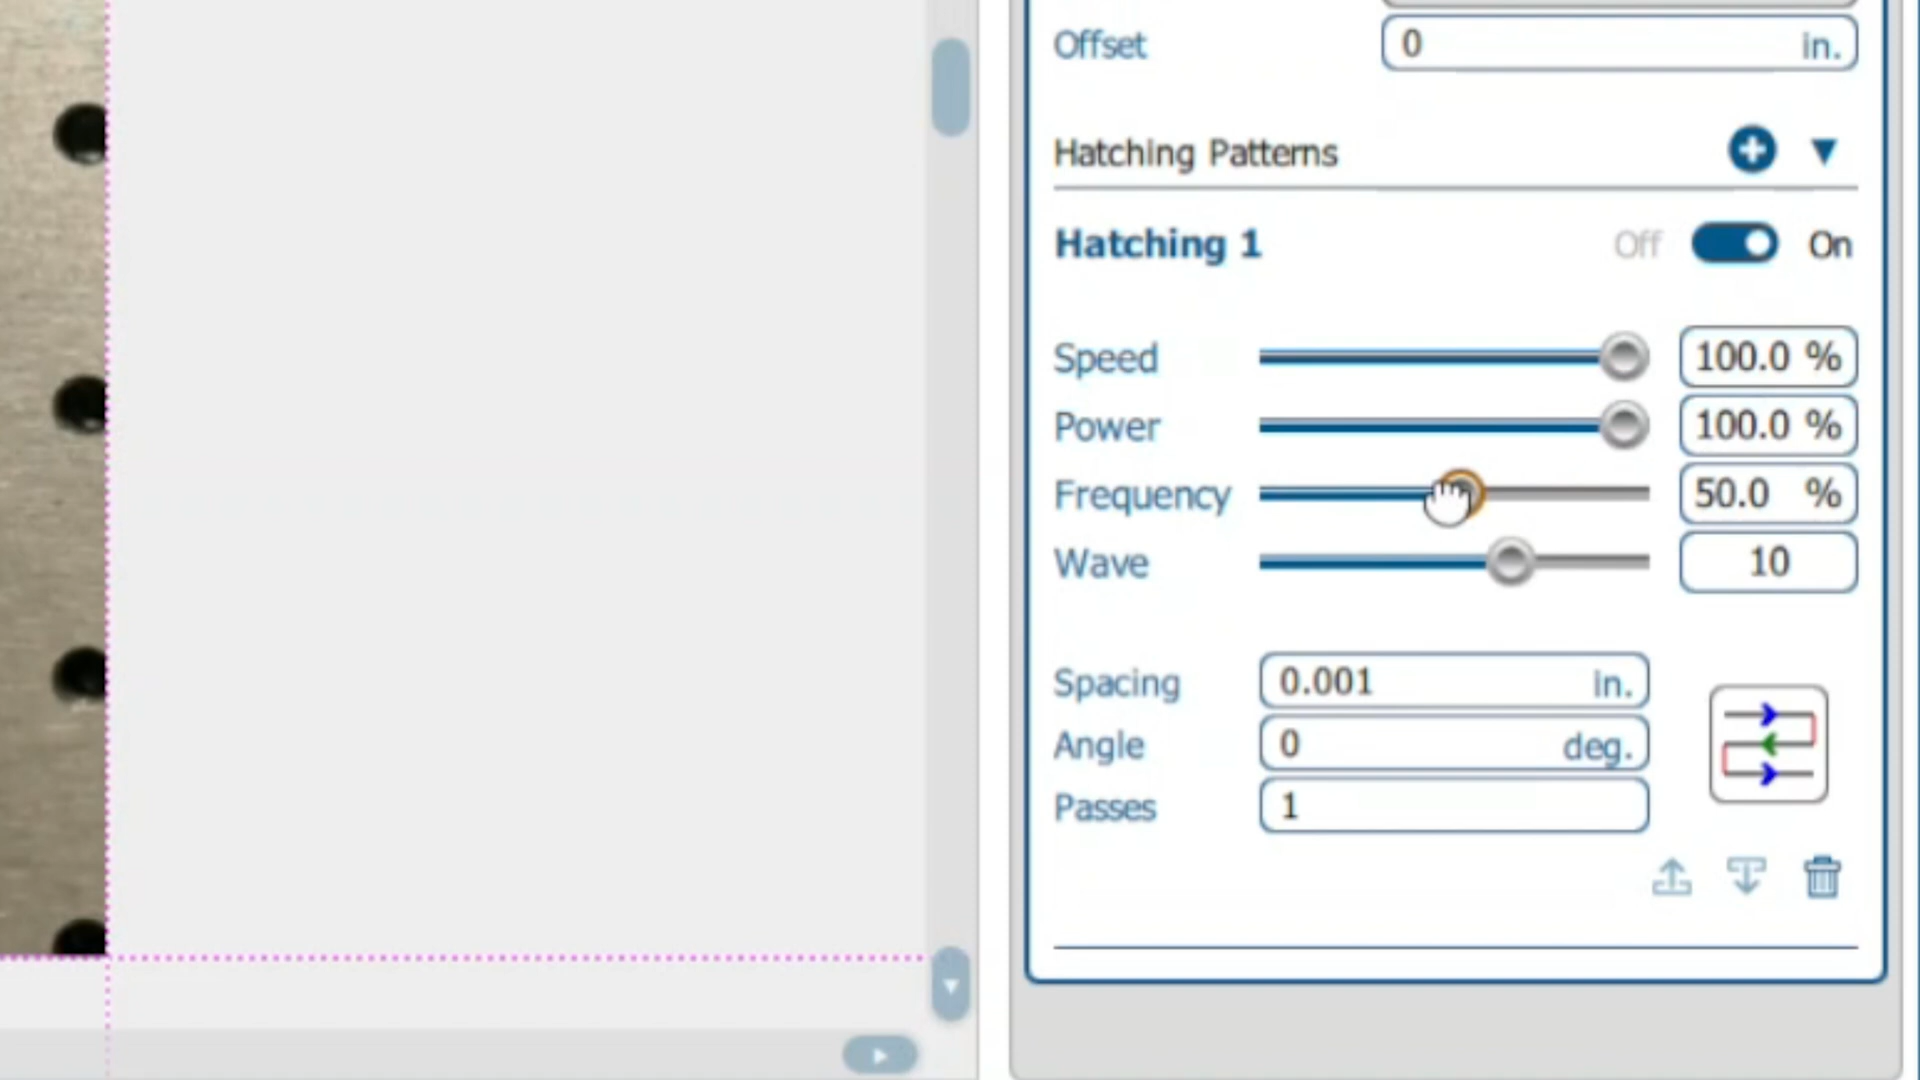 Offset 0 in.
Hatching Patterns
Hatching 1 Off On
Speed 100.0 %
Power 100.0 %
Frequency 50.0 %
Wave 10
Spacing 0.001 in.
Angle 0 deg.
Passes 1